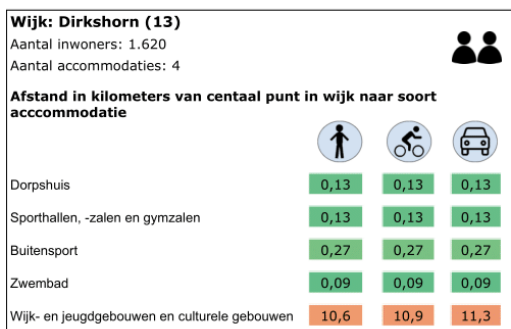 Wijk: Dirkshorn (13)
Aantal inwoners: 1.620
Aantal accommodaties: 4
Afstand in kilometers van centaal punt in wijk naar soort
acccommodatie
Dorpshuis 0,13 0,13 0,13
Sporthallen, -zalen en gymzalen 0,13 0,13 0,13
Buitensport 0,27 0,27 0,27
Zwembad 0,09 0,09 0,09
Wijk- en jeugdgebouwen en culturele gebouwen 10,6 10,9 11,3